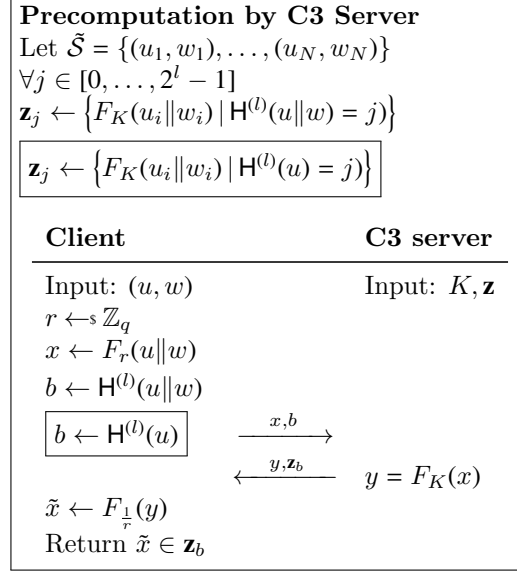 Precomputation by C3 Server
Let S̃ = {(u₁, w₁), . . . , (u_N, w_N)}
∀j ∈ [0, . . . , 2^l − 1]
z_j ← {F_K(u_i‖w_i) | H^(l)(u‖w) = j)}
z_j ← {F_K(u_i‖w_i) | H^(l)(u) = j)}
Client C3 server
Input: (u, w) Input: K, z
r ←$ ℤ_q
x ← F_r(u‖w)
b ← H^(l)(u‖w)
b ← H^(l)(u) x,b
y,z_b y = F_K(x)
x̃ ← F_{1/r}(y)
Return x̃ ∈ z_b